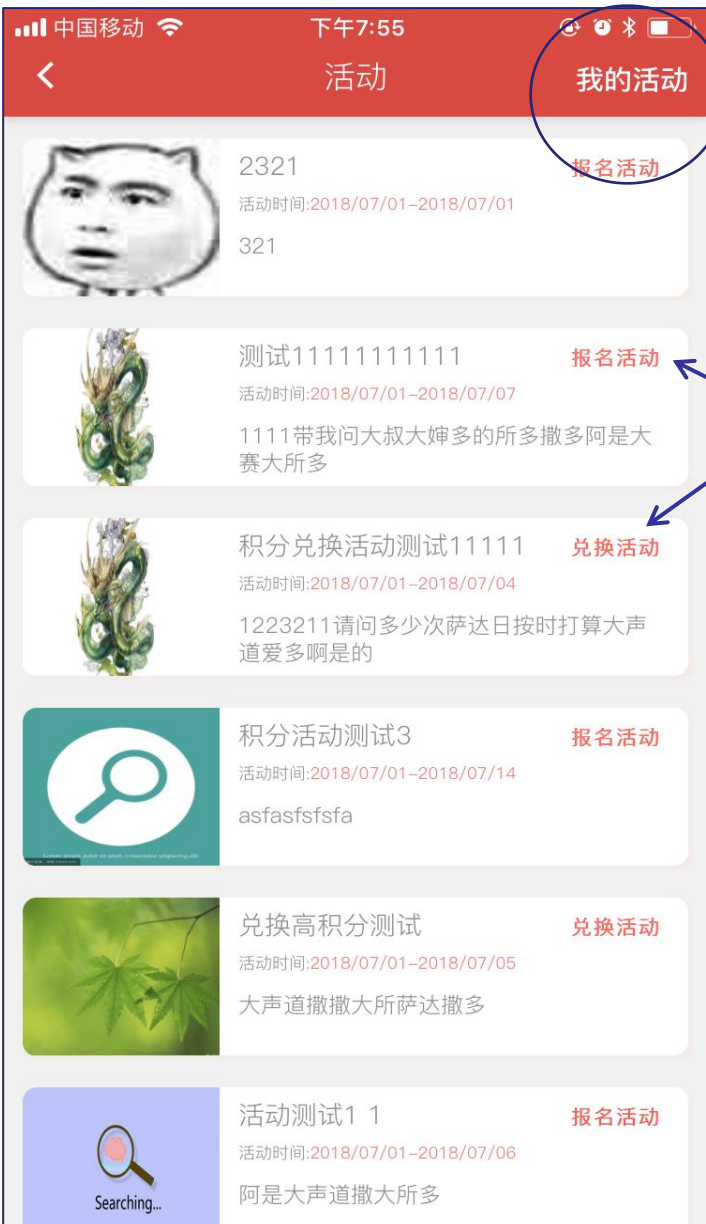 中国移动 下午7:55
活动 我的活动
2321 报名活动
活动时间:2018/07/01-2018/07/01
321
测试11111111111 报名活动
活动时间:2018/07/01-2018/07/07
1111带我问大叔大婶多的所多撒多阿是大
赛大所多
积分兑换活动测试11111 兑换活动
活动时间:2018/07/01-2018/07/04
1223211请问多少次萨达日按时打算大声
道爱多啊是的
积分活动测试3 报名活动
活动时间:2018/07/01-2018/07/14
asfasfsfsfa
Lorem ipsum dolor sit amet, consectetur adipiscing elit.
兑换高积分测试 兑换活动
活动时间:2018/07/01-2018/07/05
大声道撒撒大所萨达撒多
活动测试1 1 报名活动
活动时间:2018/07/01-2018/07/06
Searching...
阿是大声道撒大所多